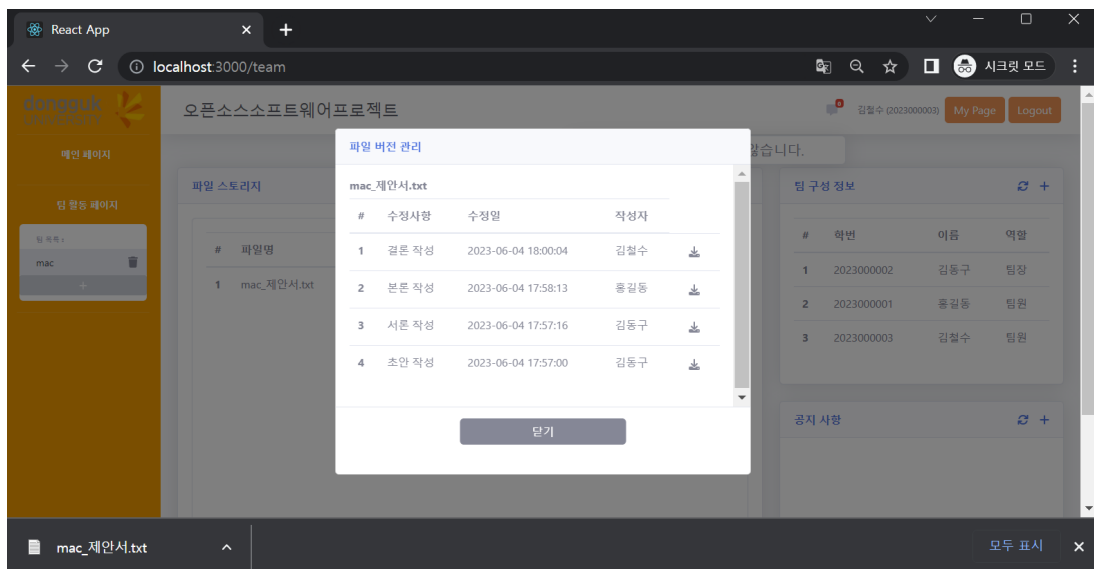 React App
localhost:3000/team
시크릿 모드
dongguk
UNIVERSITY
오픈소스소프트웨어프로젝트
김철수 (2023000003)
My Page
Logout
메인 페이지
팀 활동 페이지
팀 목록 :
mac
+
않습니다.
파일 스토리지
# 파일명
1 mac_제안서.txt
파일 버전 관리
mac_제안서.txt
# 수정사항 수정일 작성자
1 결론 작성 2023-06-04 18:00:04 김철수
2 본론 작성 2023-06-04 17:58:13 홍길동
3 서론 작성 2023-06-04 17:57:16 김동구
4 초안 작성 2023-06-04 17:57:00 김동구
닫기
팀 구성 정보
# 학번 이름 역할
1 2023000002 김동구 팀장
2 2023000001 홍길동 팀원
3 2023000003 김철수 팀원
공지 사항
mac_제안서.txt
모두 표시